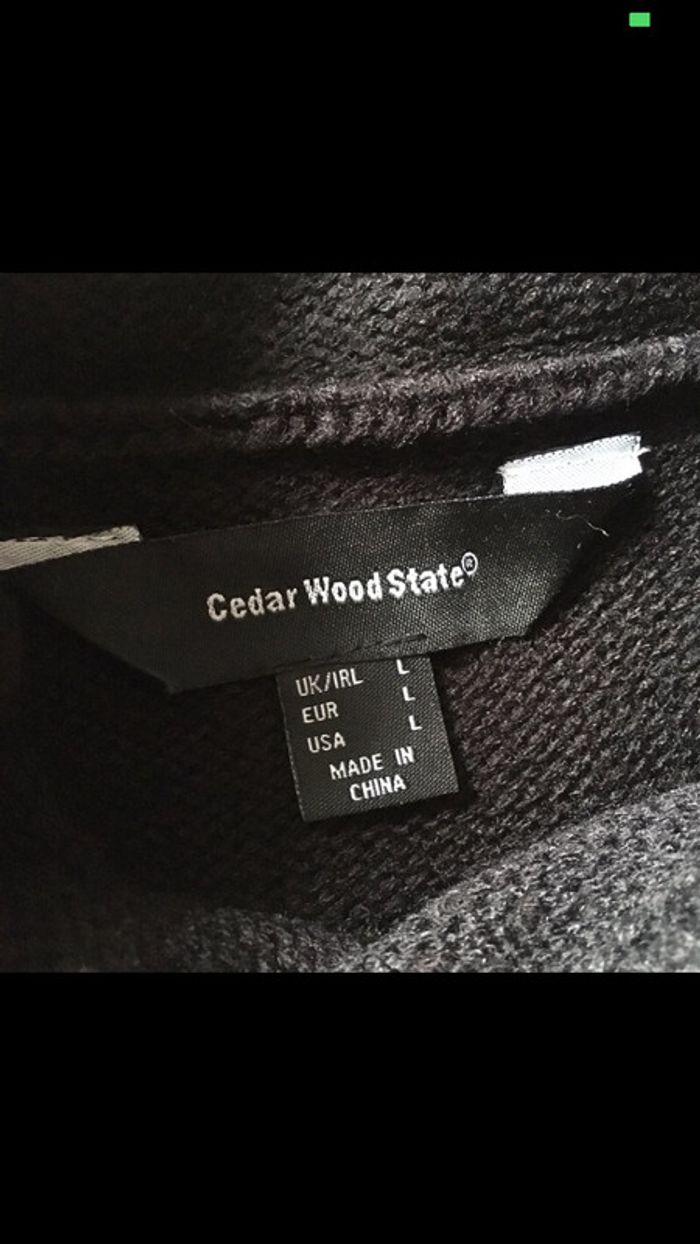 Cedar Wood State®
UK/IRL L
EUR L
USA L
MADE IN
CHINA